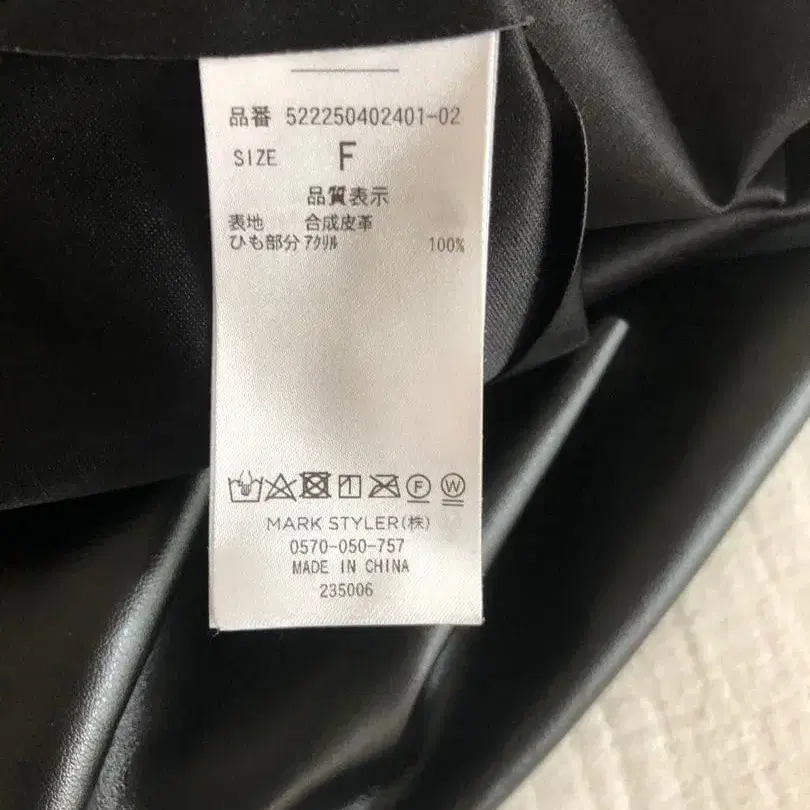 品番 522250402401-02
SIZE F
品質表示
表地 合成皮革
ひも部分 アクリル 100%
F W
MARK STYLER(株)
0570-050-757
MADE IN CHINA
235006